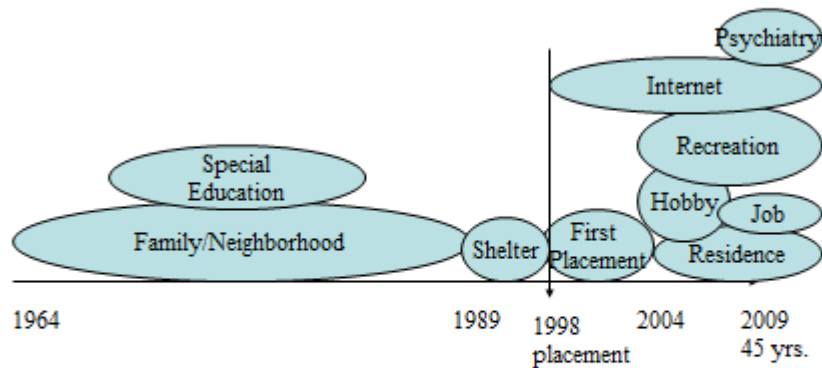 Psychiatry
Internet
Recreation
Special
Education
Hobby
Job
Family/Neighborhood
Shelter
First
Placement
Residence
1964
1989
1998
placement
2004
2009
45 yrs.